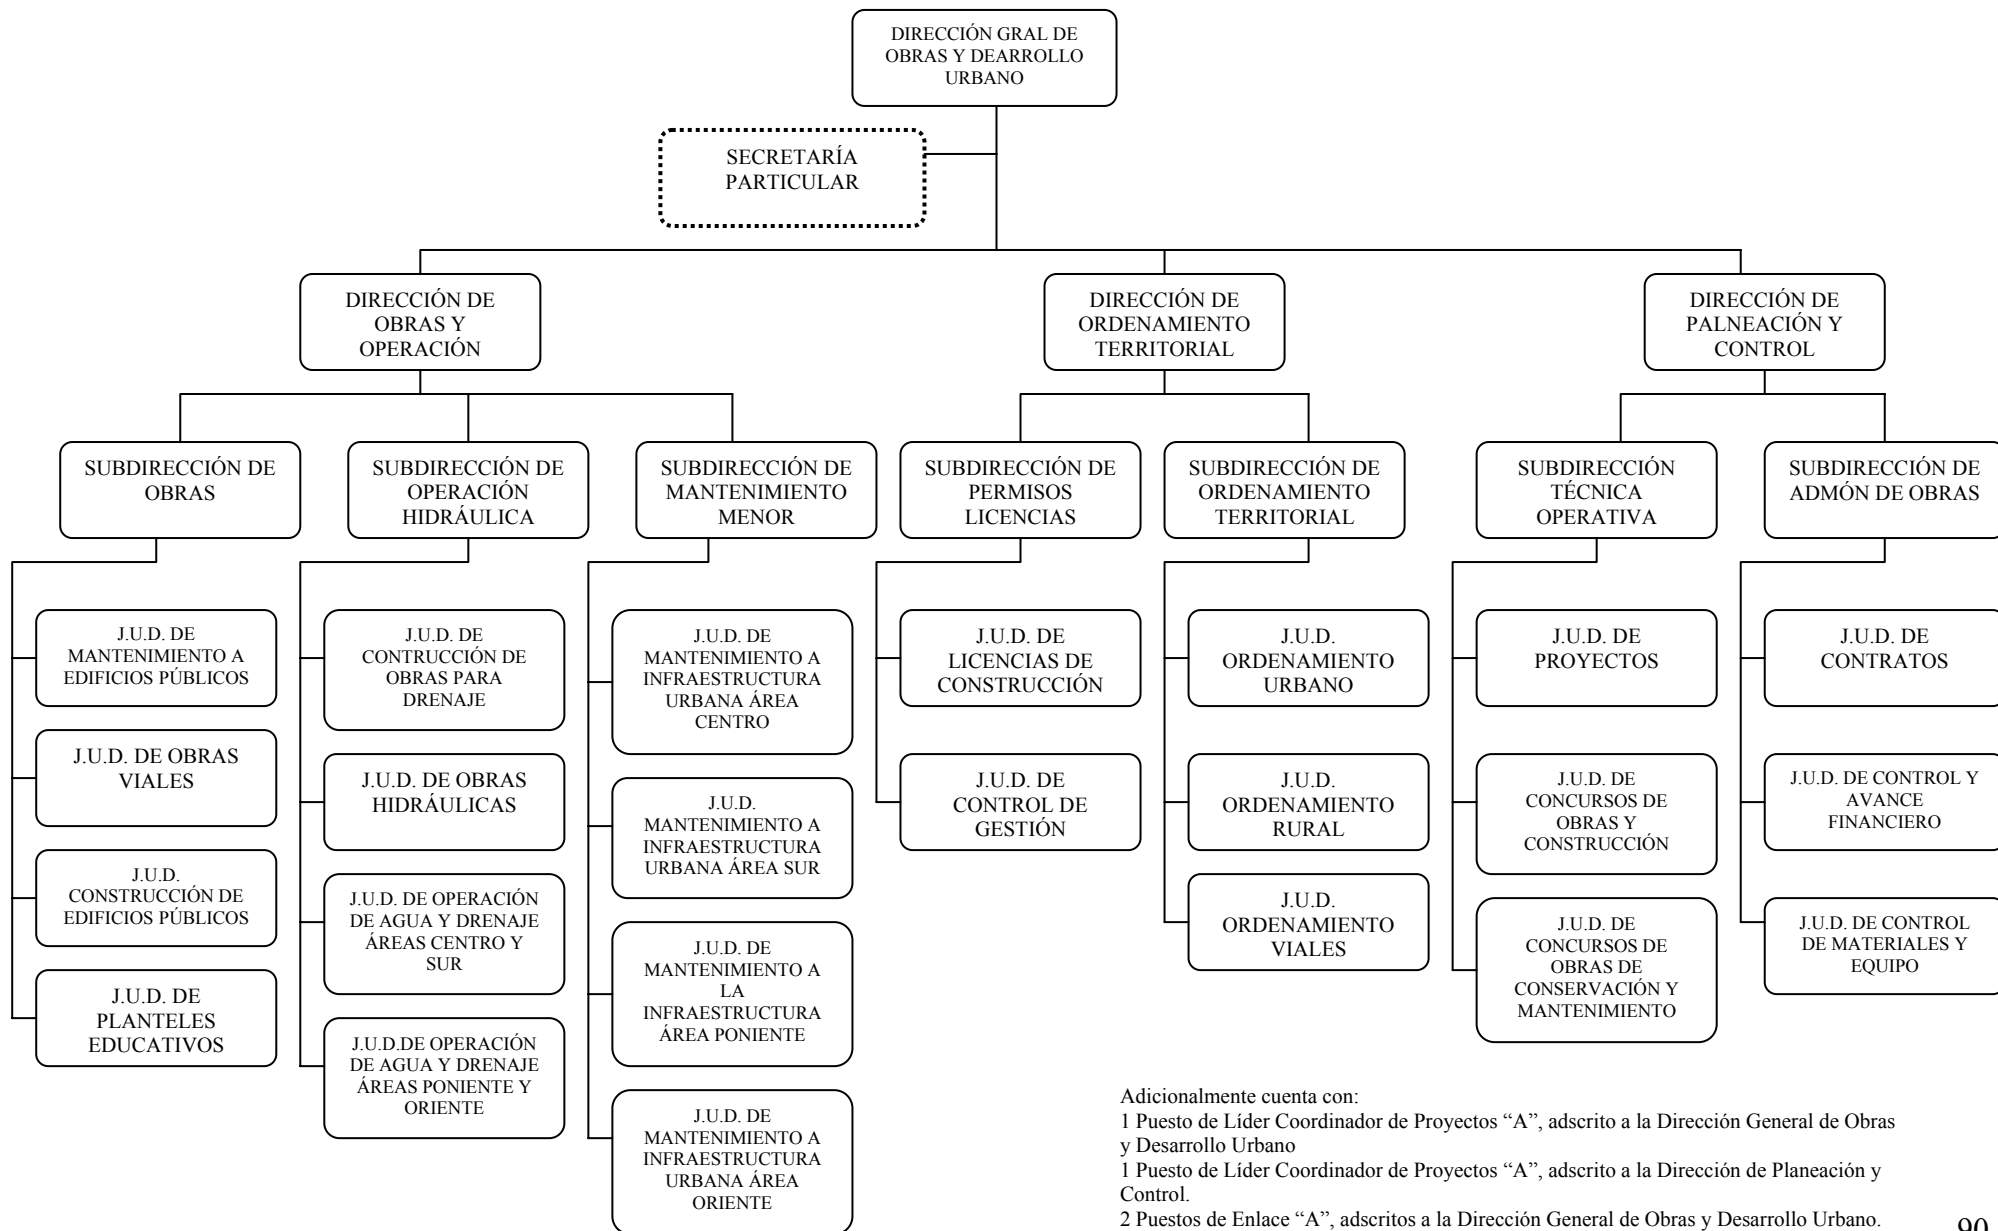 DIRECCIÓN GRAL DE
OBRAS Y DEARROLLO
URBANO
SECRETARÍA
PARTICULAR
DIRECCIÓN DE
OBRAS Y
OPERACIÓN
DIRECCIÓN DE
ORDENAMIENTO
TERRITORIAL
DIRECCIÓN DE
PALNEACIÓN Y
CONTROL
SUBDIRECCIÓN DE
OBRAS
SUBDIRECCIÓN DE
OPERACIÓN
HIDRÁULICA
SUBDIRECCIÓN DE
MANTENIMIENTO
MENOR
SUBDIRECCIÓN DE
PERMISOS
LICENCIAS
SUBDIRECCIÓN DE
ORDENAMIENTO
TERRITORIAL
SUBDIRECCIÓN
TÉCNICA
OPERATIVA
SUBDIRECCIÓN DE
ADMÓN DE OBRAS
J.U.D. DE
MANTENIMIENTO A
EDIFICIOS PÚBLICOS
J.U.D. DE OBRAS
VIALES
J.U.D.
CONSTRUCCIÓN DE
EDIFICIOS PÚBLICOS
J.U.D. DE
PLANTELES
EDUCATIVOS
J.U.D. DE
CONTRUCCIÓN DE
OBRAS PARA
DRENAJE
J.U.D. DE OBRAS
HIDRÁULICAS
J.U.D. DE OPERACIÓN
DE AGUA Y DRENAJE
ÁREAS CENTRO Y
SUR
J.U.D.DE OPERACIÓN
DE AGUA Y DRENAJE
ÁREAS PONIENTE Y
ORIENTE
J.U.D. DE
MANTENIMIENTO A
INFRAESTRUCTURA
URBANA ÁREA
CENTRO
J.U.D.
MANTENIMIENTO A
INFRAESTRUCTURA
URBANA ÁREA SUR
J.U.D. DE
MANTENIMIENTO A
LA
INFRAESTRUCTURA
ÁREA PONIENTE
J.U.D. DE
MANTENIMIENTO A
INFRAESTRUCTURA
URBANA ÁREA
ORIENTE
J.U.D. DE
LICENCIAS DE
CONSTRUCCIÓN
J.U.D. DE
CONTROL DE
GESTIÓN
J.U.D.
ORDENAMIENTO
URBANO
J.U.D.
ORDENAMIENTO
RURAL
J.U.D.
ORDENAMIENTO
VIALES
J.U.D. DE
PROYECTOS
J.U.D. DE
CONCURSOS DE
OBRAS Y
CONSTRUCCIÓN
J.U.D. DE
CONCURSOS DE
OBRAS DE
CONSERVACIÓN Y
MANTENIMIENTO
J.U.D. DE
CONTRATOS
J.U.D. DE CONTROL Y
AVANCE
FINANCIERO
J.U.D. DE CONTROL
DE MATERIALES Y
EQUIPO
Adicionalmente cuenta con:
1 Puesto de Líder Coordinador de Proyectos “A”, adscrito a la Dirección General de Obras
y Desarrollo Urbano
1 Puesto de Líder Coordinador de Proyectos “A”, adscrito a la Dirección de Planeación y
Control.
2 Puestos de Enlace “A”, adscritos a la Dirección General de Obras y Desarrollo Urbano.
90